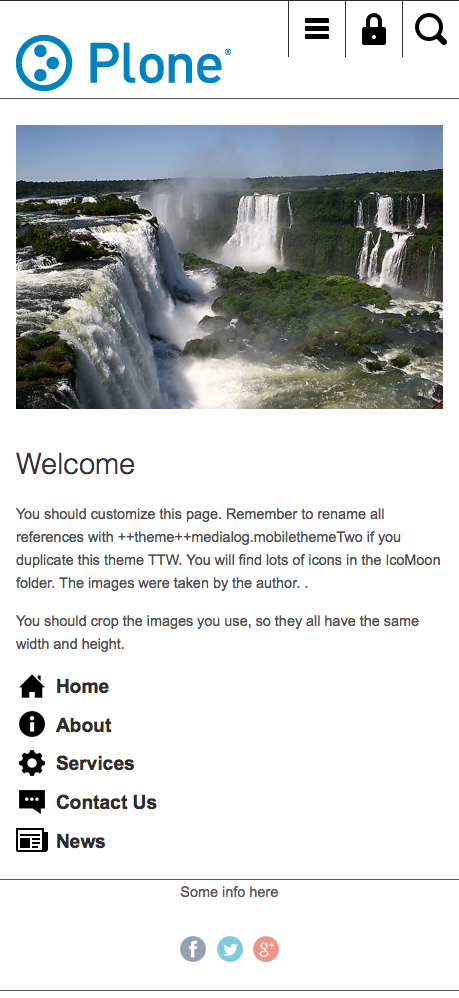 Plone®
Welcome
You should customize this page. Remember to rename all
references with ++theme++medialog.mobilethemeTwo if you
duplicate this theme TTW. You will find lots of icons in the IcoMoon
folder. The images were taken by the author. .
You should crop the images you use, so they all have the same
width and height.
Home
About
Services
Contact Us
News
Some info here
f
g+